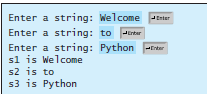 Enter a string: Welcome ↵Enter
Enter a string: to ↵Enter
Enter a string: Python ↵Enter
s1 is Welcome
s2 is to
s3 is Python